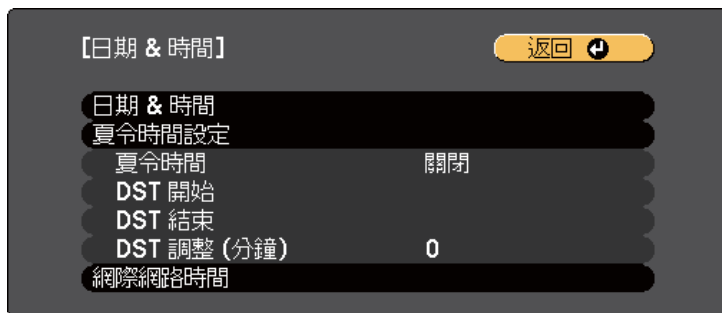 [日期 & 時間]
返回
日期 & 時間
夏令時間設定
夏令時間 關閉
DST 開始
DST 結束
DST 調整 (分鐘) 0
網際網路時間